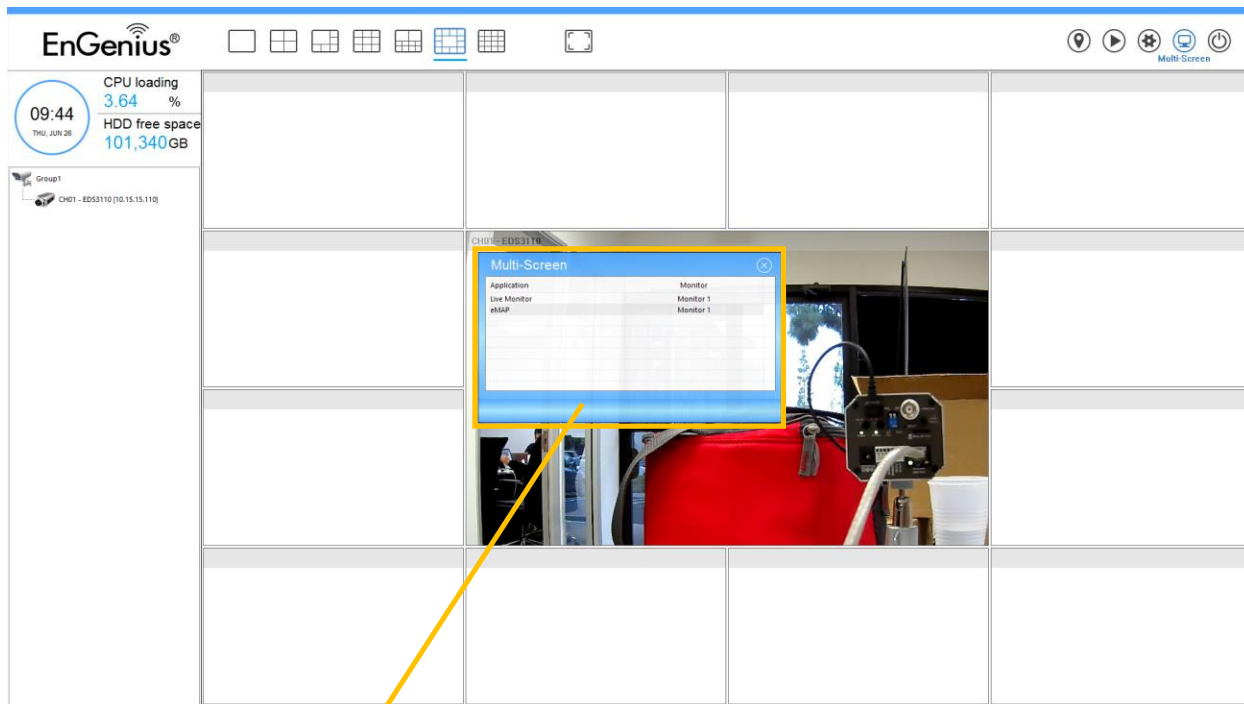 EnGenius®
Multi-Screen
09:44
THU, JUN 26
CPU loading
3.64 %
HDD free space
101,340GB
Group1
CH01 - EDS3110 [10.15.15.110]
CH01 - EDS3110
Multi-Screen
Application Monitor
Live Monitor Monitor 1
eMAP Monitor 1